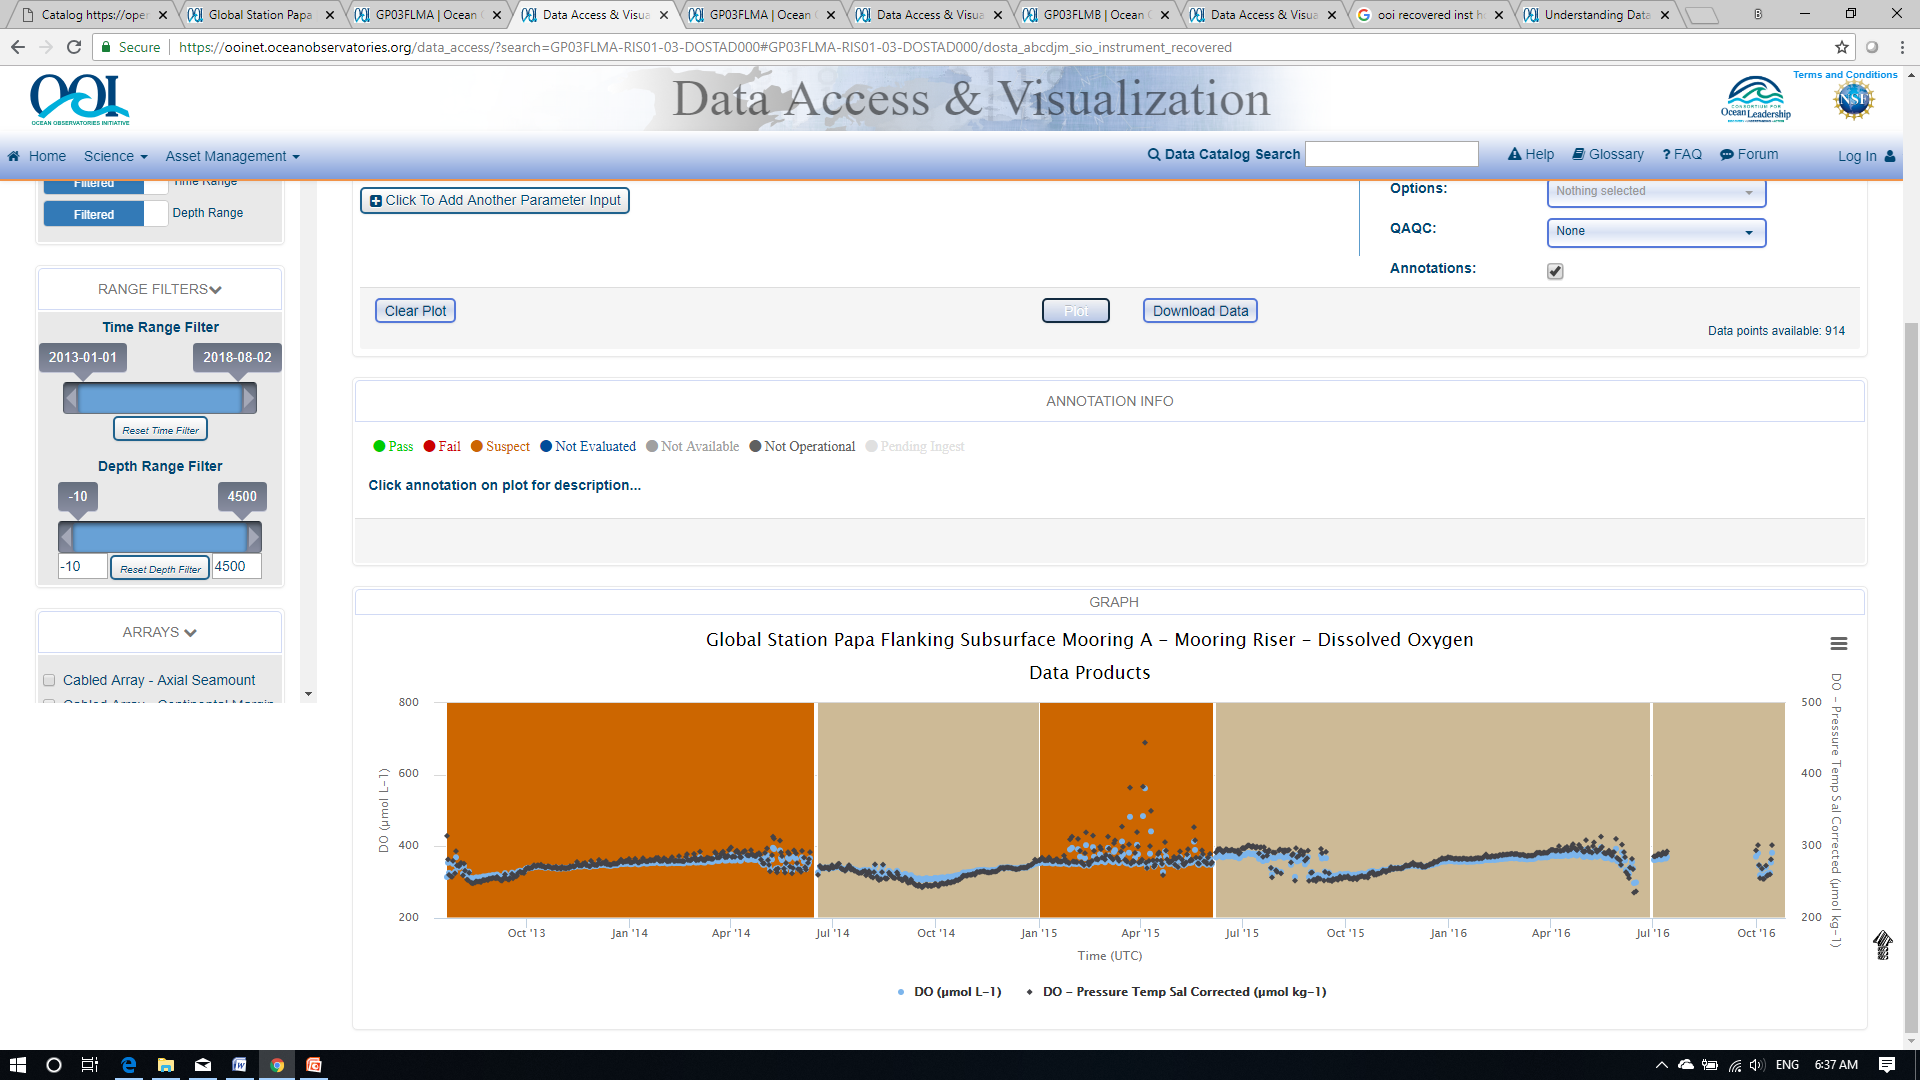 Catalog https://oper
Global Station Papa
GP03FLMA | Ocean
Data Access & Visua
GP03FLMA | Ocean
Data Access & Visua
GP03FLMB | Ocean
Data Access & Visua
ooi recovered inst h
Understanding Data
Secure https://ooinet.oceanobservatories.org/data_access/?search=GP03FLMA-RIS01-03-DOSTAD000#GP03FLMA-RIS01-03-DOSTAD000/dosta_abcdjm_sio_instrument_recovered
OOI
OCEAN OBSERVATORIES INITIATIVE
Data Access & Visualization
Terms and Conditions
CONSORTIUM FOR
Ocean Leadership
NSF
Home Science Asset Management
Data Catalog Search
Help Glossary ? FAQ Forum Log In
Filtered Time Range
Filtered Depth Range
Click To Add Another Parameter Input
Options: Nothing selected
QAQC: None
Annotations:
Clear Plot Plot Download Data
Data points available: 914
RANGE FILTERS
Time Range Filter
2013-01-01 2018-08-02
Reset Time Filter
Depth Range Filter
-10 4500
-10 Reset Depth Filter 4500
ARRAYS
Cabled Array - Axial Seamount
Cabled Array - Continental Margin
ANNOTATION INFO
Pass Fail Suspect Not Evaluated Not Available Not Operational Pending Ingest
Click annotation on plot for description...
GRAPH
Global Station Papa Flanking Subsurface Mooring A - Mooring Riser - Dissolved Oxygen
Data Products
DO (μmol L-1)
800
600
400
200
500
400
300
200
DO - Pressure Temp Sal Corrected (μmol kg-1)
Oct '13 Jan '14 Apr '14 Jul '14 Oct '14 Jan '15 Apr '15 Jul '15 Oct '15 Jan '16 Apr '16 Jul '16 Oct '16
Time (UTC)
DO (μmol L-1) DO - Pressure Temp Sal Corrected (μmol kg-1)
ENG 6:37 AM